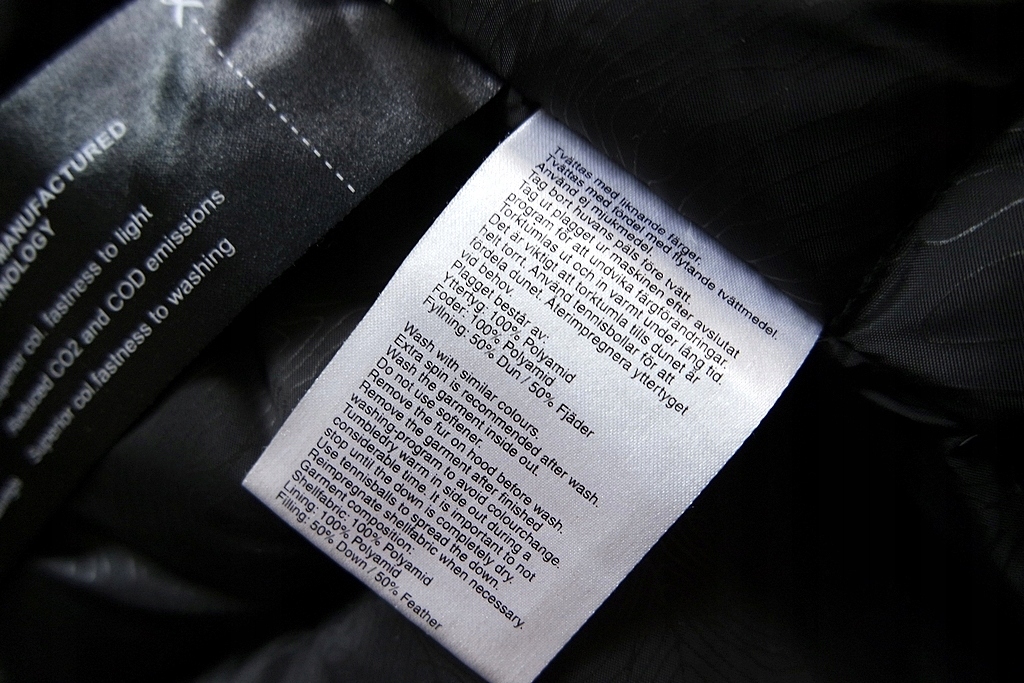 MANUFACTURED
col. fastness to light
Reduced CO2 and COD emissions
Superior col.fastness to washing
Tvättas med liknande färger.
Tvättas med fördel med flytande tvättmedel.
Använd ej mjukmedel.
Tag bort huvans päls före tvätt.
Tag ut plagget ur maskinen efter avslutat
program för att undvika färgförändringar.
Torktumlas ut och in varmt under lång tid.
Det är viktigt att torktumla tills dunet är
helt torrt. Använd tennisbollar för att
fördela dunet. Återimpregnera yttertyget
vid behov.
Plagget består av:
Yttertyg: 100% Polyamid
Foder: 100% Polyamid
Fyllning: 50% Dun / 50% Fjäder
Wash with similar colours.
Extra spin is recommended after wash.
Wash the garment inside out.
Do not use softener.
Remove the fur on hood before wash.
Remove the garment after finished
washing-program to avoid colourchange.
Tumbledry warm in side out during a
considerable time. It is important to not
stop until the down is completely dry.
Use tennisballs to spread the down.
Reimpregnate shellfabric when necessary.
Garment composition:
Shellfabric: 100% Polyamid
Lining: 100% Polyamid
Filling: 50% Down / 50% Feather